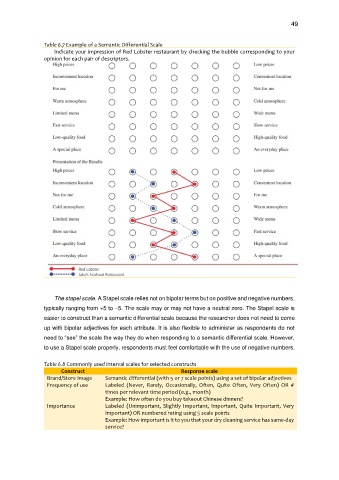 49
Table 6.7 Example of a Semantic Differential Scale
Indicate your impression of Red Lobster restaurant by checking the bubble corresponding to your
opinion for each pair of descriptors.
High prices Low prices
Inconvenient location Convenient location
For me Not for me
Warm atmosphere Cold atmosphere
Limited menu Wide menu
Fast service Slow service
Low-quality food High-quality food
A special place An everyday place
Presentation of the Results
High prices Low prices
Inconvenient location Convenient location
Not for me For me
Cold atmosphere Warm atmosphere
Limited menu Wide menu
Slow service Fast service
Low-quality food High-quality food
An everyday place A special place
Red Lobster
Jake's Seafood Restaurant
The stapel scale. A Stapel scale relies not on bipolar terms but on positive and negative numbers,
typically ranging from +5 to −5. The scale may or may not have a neutral zero. The Stapel scale is
easier to construct than a semantic differential scale because the researcher does not need to come
up with bipolar adjectives for each attribute. It is also flexible to administer as respondents do not
need to "see" the scale the way they do when responding to a semantic differential scale. However,
to use a Stapel scale properly, respondents must feel comfortable with the use of negative numbers.
Table 6.8 Commonly used interval scales for selected constructs
Construct Response scale
Brand/Store image Semantic differential (with 5 or 7 scale points) using a set of bipolar adjectives
Frequency of use Labeled (Never, Rarely, Occasionally, Often, Quite Often, Very Often) OR #
times per relevant time period (e.g., month)
Example: How often do you buy takeout Chinese dinners?
Importance Labeled (Unimportant, Slightly Important, Important, Quite Important, Very
Important) OR numbered rating using 5 scale points
Example: How important is it to you that your dry cleaning service has same-day
service?